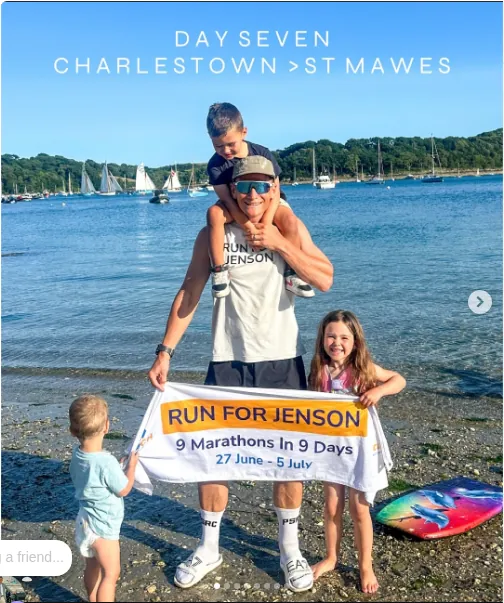 DAY SEVEN
CHARLESTOWN >ST MAWES
RUN FOR
JENSON
RUN FOR JENSON
9 Marathons In 9 Days
27 June - 5 July
g a friend...